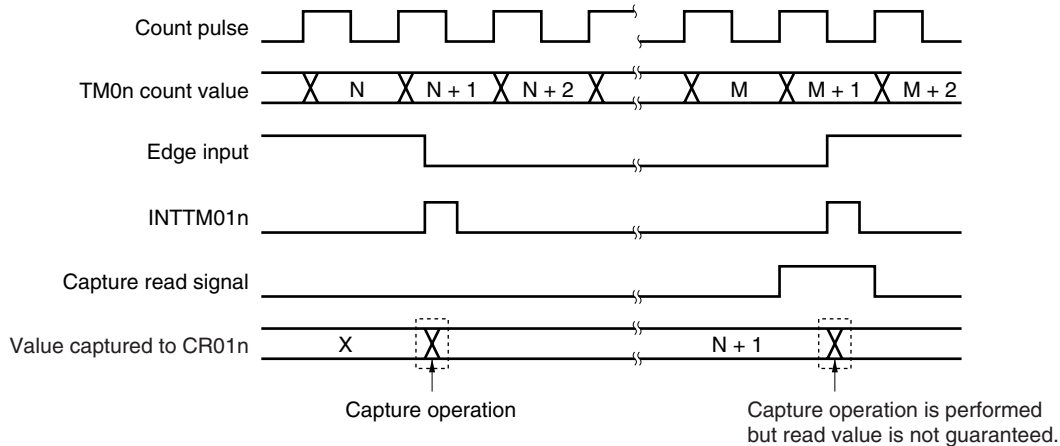 Count pulse
TM0n count value
N
N + 1
N + 2
M
M + 1
M + 2
Edge input
INTTM01n
Capture read signal
Value captured to CR01n
X
N + 1
Capture operation
Capture operation is performed
but read value is not guaranteed.